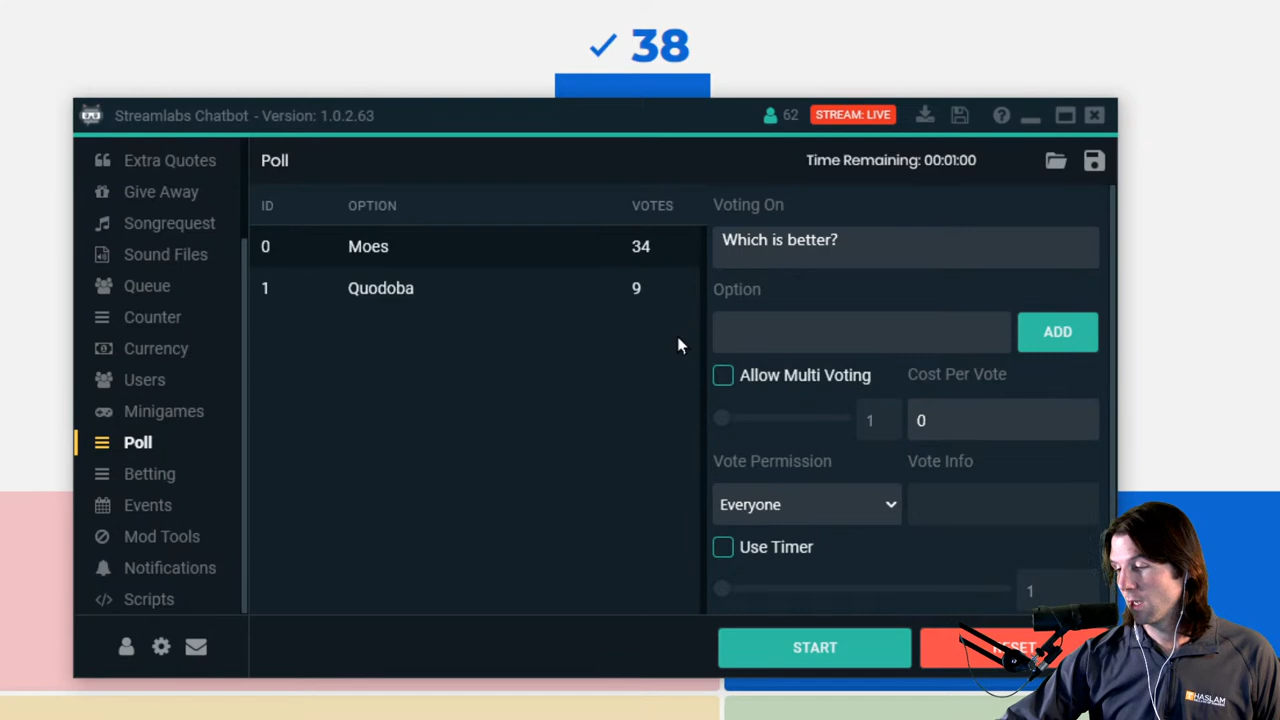 38
Streamlabs Chatbot - Version: 1.0.2.63
62
STREAM: LIVE
Extra Quotes
Give Away
Songrequest
Sound Files
Queue
Counter
Currency
Users
Minigames
Poll
Betting
Events
Mod Tools
Notifications
Scripts
Poll
Time Remaining: 00:01:00
ID OPTION VOTES
0 Moes 34
1 Quodoba 9
Voting On
Which is better?
Option
ADD
Allow Multi Voting
Cost Per Vote
1
0
Vote Permission
Vote Info
Everyone
Use Timer
1
START
RESET
HASLAM